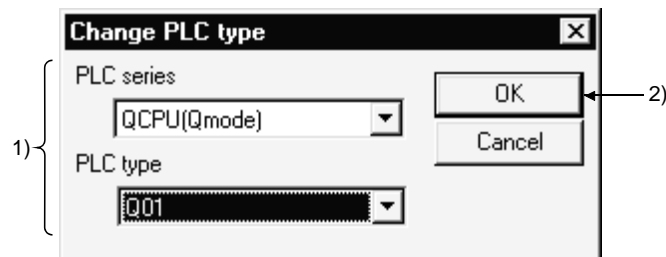 Change PLC type
PLC series
OK
2)
QCPU(Qmode)
1)
Cancel
PLC type
Q01